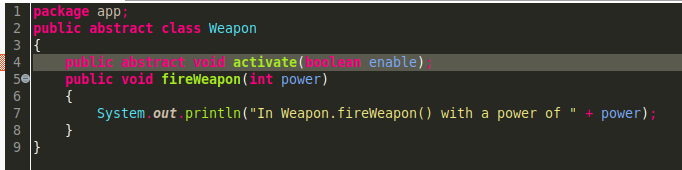 1 package app;
2 public abstract class Weapon
3 {
4 public abstract void activate(boolean enable);
5 public void fireWeapon(int power)
6 {
7 System.out.println("In Weapon.fireWeapon() with a power of " + power);
8 }
9 }